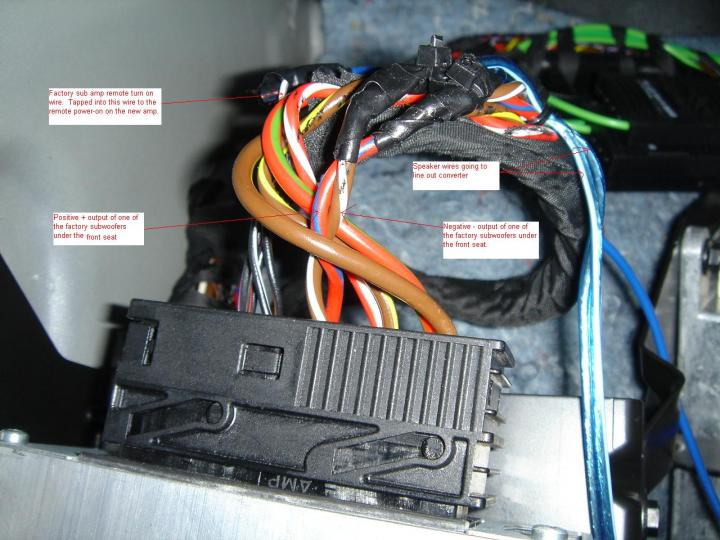 Factory sub amp remote turn on
wire. Tapped into this wire to the
remote power-on on the new amp.
Speaker wires going to
line out converter
Positive + output of one of
the factory subwoofers
under the front seat
Negative - output of one of
the factory subwoofers under
the front seat.
AMP I